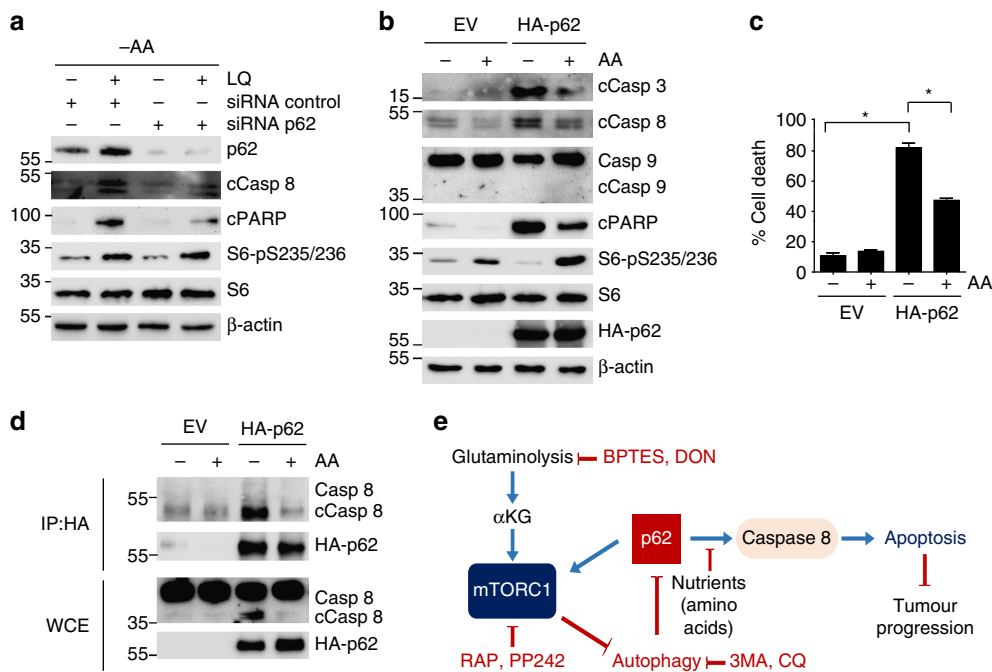 a
–AA
– + – + LQ
+ + – – siRNA control
– – + + siRNA p62
55 p62
55 cCasp 8
100 cPARP
35 S6-pS235/236
35 S6
55 β-actin
b
EV HA-p62
– + – + AA
15 cCasp 3
55 cCasp 8
Casp 9
35 cCasp 9
100 cPARP
35 S6-pS235/236
35 S6
55 HA-p62
55 β-actin
c
% Cell death
100
80
60
40
20
0
* *
– + – + AA
EV HA-p62
d
EV HA-p62
– + – + AA
IP:HA
55 Casp 8
cCasp 8
55 HA-p62
WCE
Casp 8
35 cCasp 8
55 HA-p62
e
Glutaminolysis BPTES, DON
αKG
mTORC1
p62 Caspase 8 Apoptosis
Nutrients
(amino
acids)
Tumour
progression
RAP, PP242 Autophagy 3MA, CQ